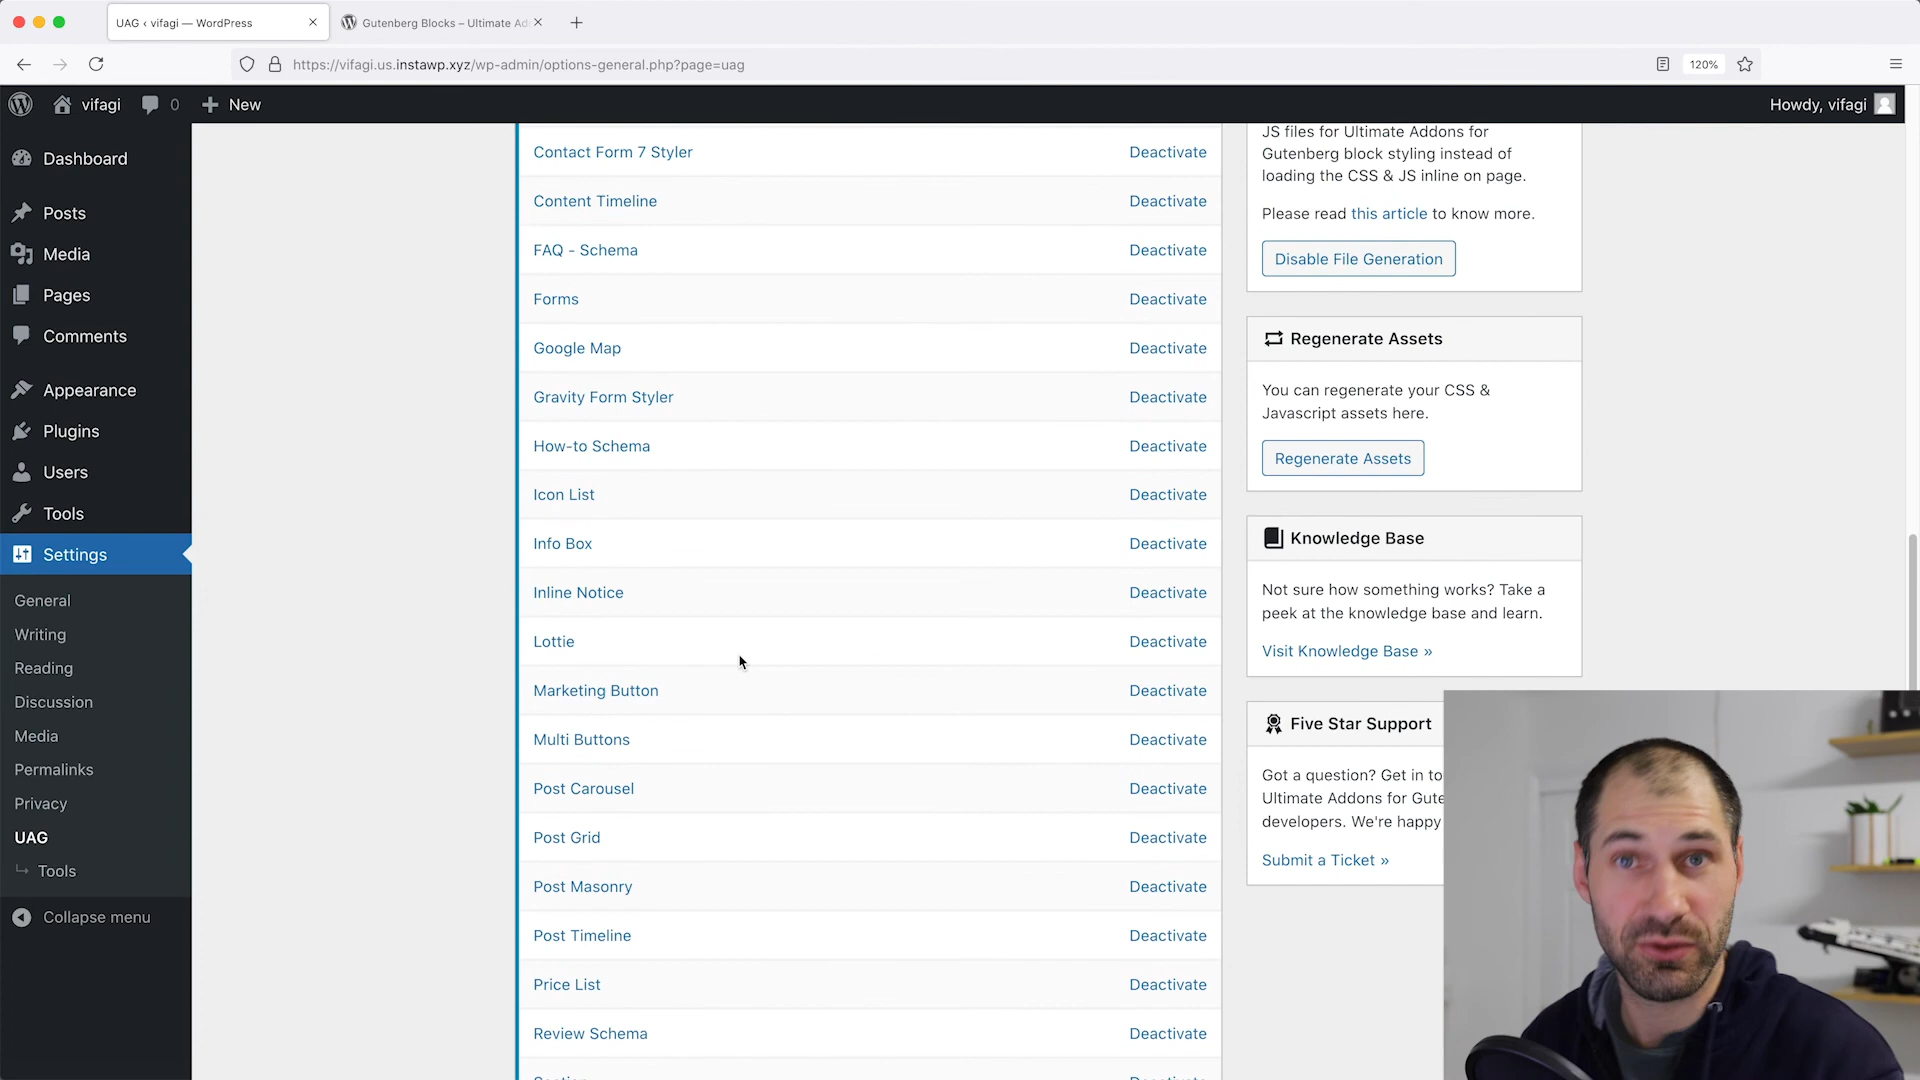 UAG ‹ vifagi — WordPress
Gutenberg Blocks – Ultimate Ad
https://vifagi.us.instawp.xyz/wp-admin/options-general.php?page=uag
120%
vifagi
0
New
Howdy, vifagi
Dashboard
Posts
Media
Pages
Comments
Appearance
Plugins
Users
Tools
Settings
General
Writing
Reading
Discussion
Media
Permalinks
Privacy
UAG
Tools
Collapse menu
Contact Form 7 Styler Deactivate
Content Timeline Deactivate
FAQ - Schema Deactivate
Forms Deactivate
Google Map Deactivate
Gravity Form Styler Deactivate
How-to Schema Deactivate
Icon List Deactivate
Info Box Deactivate
Inline Notice Deactivate
Lottie Deactivate
Marketing Button Deactivate
Multi Buttons Deactivate
Post Carousel Deactivate
Post Grid Deactivate
Post Masonry Deactivate
Post Timeline Deactivate
Price List Deactivate
Review Schema Deactivate
JS files for Ultimate Addons for
Gutenberg block styling instead of
loading the CSS & JS inline on page.
Please read this article to know more.
Disable File Generation
Regenerate Assets
You can regenerate your CSS &
Javascript assets here.
Regenerate Assets
Knowledge Base
Not sure how something works? Take a
peek at the knowledge base and learn.
Visit Knowledge Base »
Five Star Support
Got a question? Get in to
Ultimate Addons for Gute
developers. We're happy
Submit a Ticket »